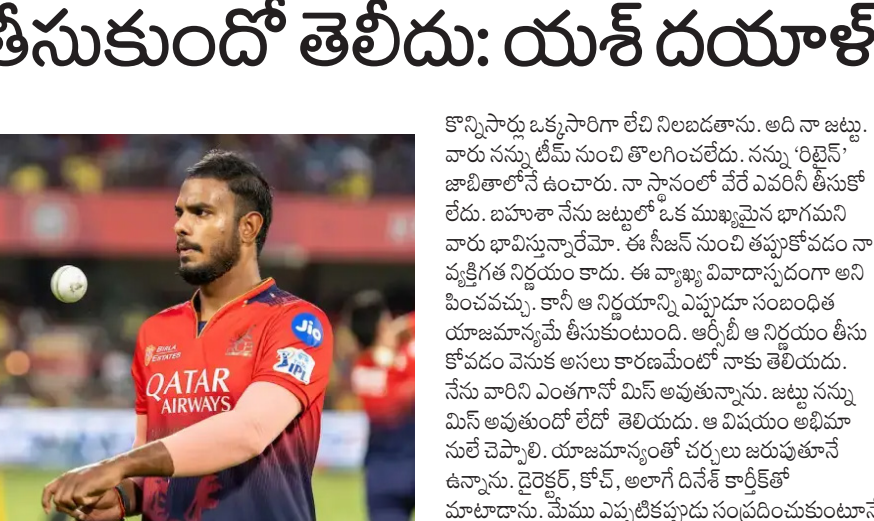 తీసుకుందో తెలీదు: యశ్ దయాళ్
కొన్నిసార్లు ఒక్కసారిగా లేచి నిలబడతాను. అది నా జట్టు.
వారు నన్ను టీమ్ నుంచి తొలగించలేదు. నన్ను ‘రిటైన్’
జాబితాలోనే ఉంచారు. నా స్థానంలో వేరే ఎవరినీ తీసుకో
లేదు. బహుశా నేను జట్టులో ఒక ముఖ్యమైన భాగమని
వారు భావిస్తున్నారేమో. ఈ సీజన్ నుంచి తప్పుకోవడం నా
వ్యక్తిగత నిర్ణయం కాదు. ఈ వ్యాఖ్య వివాదాస్పదంగా అని
పించవచ్చు. కానీ ఆ నిర్ణయాన్ని ఎప్పుడూ సంబంధిత
యాజమాన్యమే తీసుకుంటుంది. ఆర్సీబీ ఆ నిర్ణయం తీసు
కోవడం వెనుక అసలు కారణమేంటో నాకు తెలియదు.
నేను వారిని ఎంతగానో మిస్ అవుతున్నాను. జట్టు నన్ను
మిస్ అవుతుందో లేదో తెలియదు. ఆ విషయం అభిమా
నులే చెప్పాలి. యాజమాన్యంతో చర్చలు జరుపుతూనే
ఉన్నాను. డైరెక్టర్, కోచ్, అలాగే దినేశ్ కార్తీక్‌తో
మాట్లాడాను. మేము ఎప్పటికప్పుడు సంప్రదించుకుంటూనే
Jio
BIRLA
ESTATES
IPL
QATAR
AIRWAYS